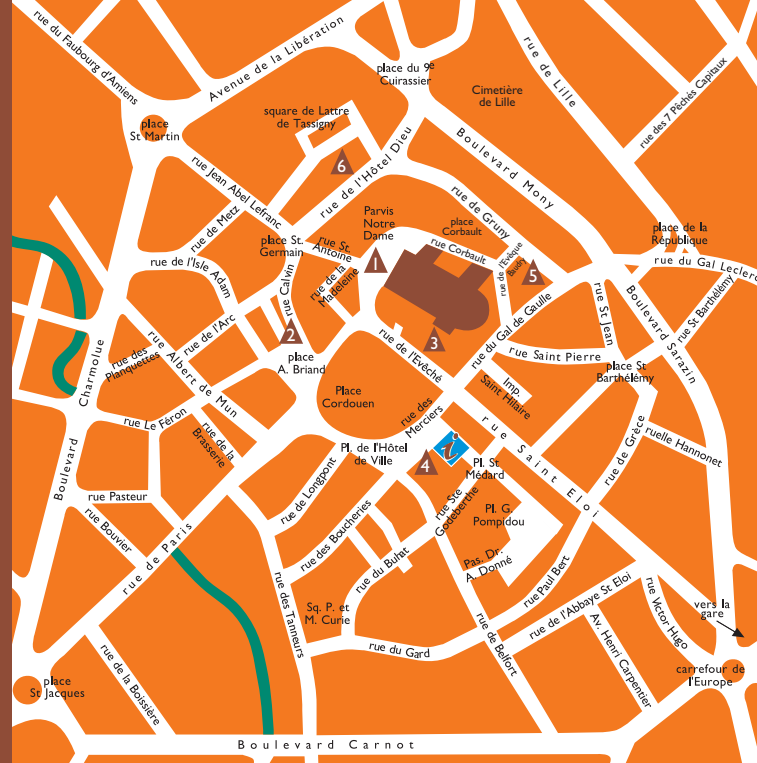 rue du Faubourg d'Amiens
Avenue de la Libération
place du 9e
Cuirassier
Cimetière
de Lille
rue de Lille
rue des 7 Péchés Capitaux
place
St Martin
square de Lattre
de Tassigny
6
rue de l'Hôtel Dieu
Boulevard Mony
rue Jean Abel Lefranc
rue de Metz
rue de Gruny
Parvis
Notre
Dame
place
Corbault
rue Corbault
place de la
République
rue du Gal Leclerc
place St.
Germain
rue St.
Antoine
rue de la
Madeleine
1
rue de l'Evêque
Baudry
5
rue de l'Isle Adam
rue Calvin
rue de l'Arc
2
place
A. Briand
3
rue de l'Evêché
rue du Gal de Gaulle
rue St Jean
Boulevard Sarazin
rue St Barthélémy
rue Saint Pierre
place St
Barthélémy
Imp.
Saint Hilaire
rue des
Planquettes
rue Albert de Mun
Boulevard Charmolue
rue Le Féron
rue de la
Brasserie
Place
Cordouen
rue des
Merciers
Pl. de l'Hôtel
de Ville
4
i
Pl. St
Médard
rue Saint Eloi
rue de Grèce
ruelle Hannonet
rue Pasteur
rue Bouvier
rue de Paris
rue de Longpont
rue des Boucheries
rue Ste
Godeberthe
Pl. G.
Pompidou
rue du Buhat
Pas. Dr.
A. Donné
rue Paul Bert
rue des Tanneurs
Sq. P. et
M. Curie
rue du Gard
rue de Belfort
rue de l'Abbaye St Eloi
rue Victor Hugo
Av. Henri Carpentier
vers la
gare
carrefour de
l'Europe
place
St Jacques
rue de la Boissière
Boulevard Carnot